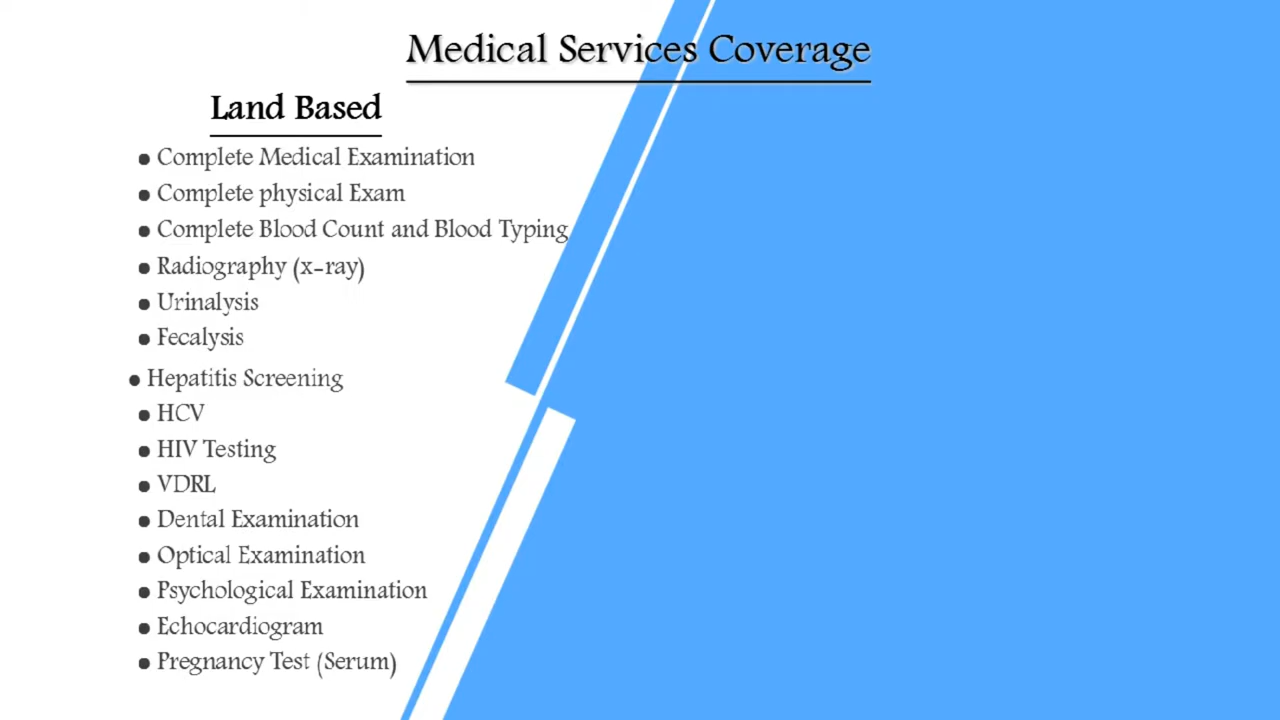 Medical Services Coverage
Land Based
• Complete Medical Examination
• Complete physical Exam
• Complete Blood Count and Blood Typing
• Radiography (x-ray)
• Urinalysis
• Fecalysis
• Hepatitis Screening
• HCV
• HIV Testing
• VDRL
• Dental Examination
• Optical Examination
• Psychological Examination
• Echocardiogram
• Pregnancy Test (Serum)